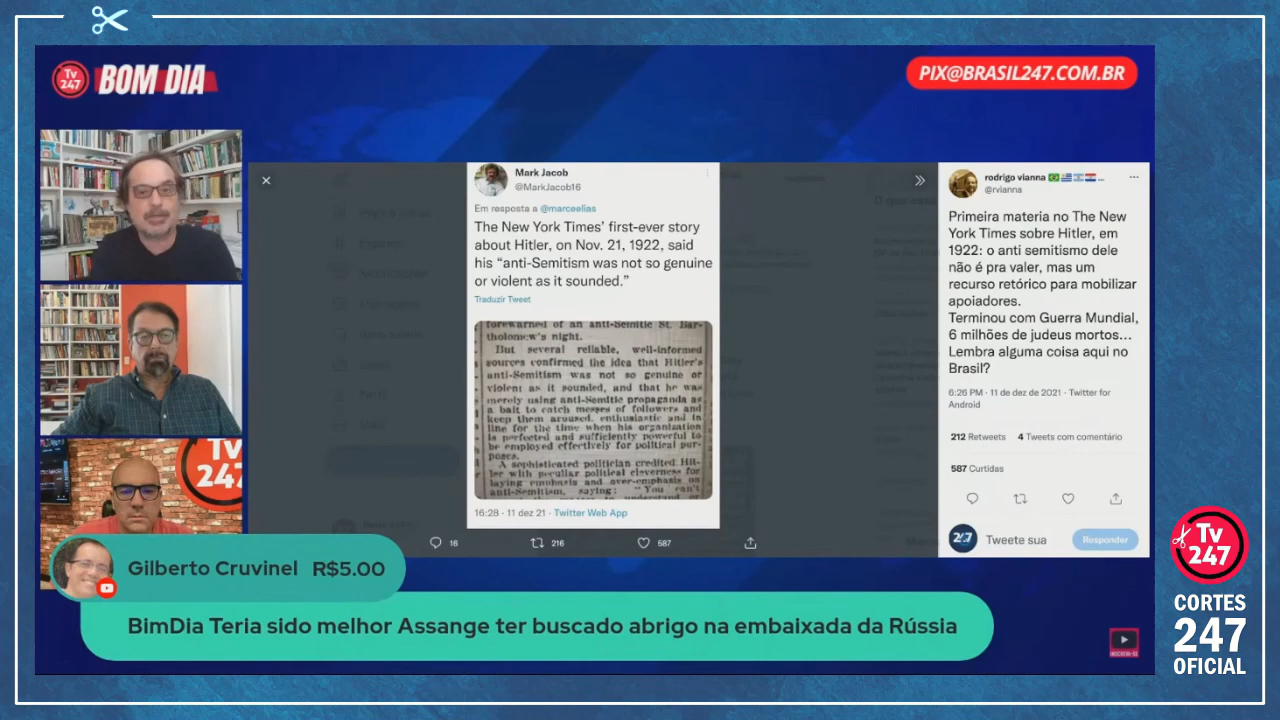 Tv
247
BOM DIA
PIX@BRASIL247.COM.BR
Mark Jacob
@MarkJacob16
Em resposta a @marceelias
The New York Times’ first-ever story
about Hitler, on Nov. 21, 1922, said
his “anti-Semitism was not so genuine
or violent as it sounded.”
Traduzir Tweet
forewarned of an anti-Semitic St. Bar-
tholomew's night.
But several reliable, well-informed
sources confirmed the idea that Hitler's
anti-Semitism was not so genuine or
violent as it sounded, and that he was
merely using anti-Semitic propaganda as
a bait to catch messes of followers and
keep them aroused, enthusiastic and in
line for the time when his organization
is perfected and sufficiently powerful to
be employed effectively for political pur-
poses.
A sophisticated politician credited Hit-
ler with peculiar political cleverness for
laying emphasis and over-emphasis on
anti-Semitism, saying: "You can't
16:28 · 11 dez 21 · Twitter Web App
16
216
587
rodrigo vianna ...
@rvianna
Primeira materia no The New
York Times sobre Hitler, em
1922: o anti semitismo dele
não é pra valer, mas um
recurso retórico para mobilizar
apoiadores.
Terminou com Guerra Mundial,
6 milhões de judeus mortos...
Lembra alguma coisa aqui no
Brasil?
6:26 PM · 11 de dez de 2021 · Twitter for
Android
212 Retweets 4 Tweets com comentário
587 Curtidas
247 Tweete sua
Responder
Tv
247
Gilberto Cruvinel R$5.00
BimDia Teria sido melhor Assange ter buscado abrigo na embaixada da Rússia
INSCREVA-SE
Tv
247
CORTES
247
OFICIAL